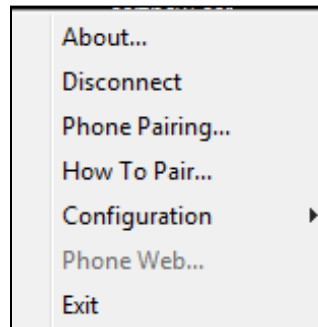 About...
Disconnect
Phone Pairing...
How To Pair...
Configuration
Phone Web...
Exit